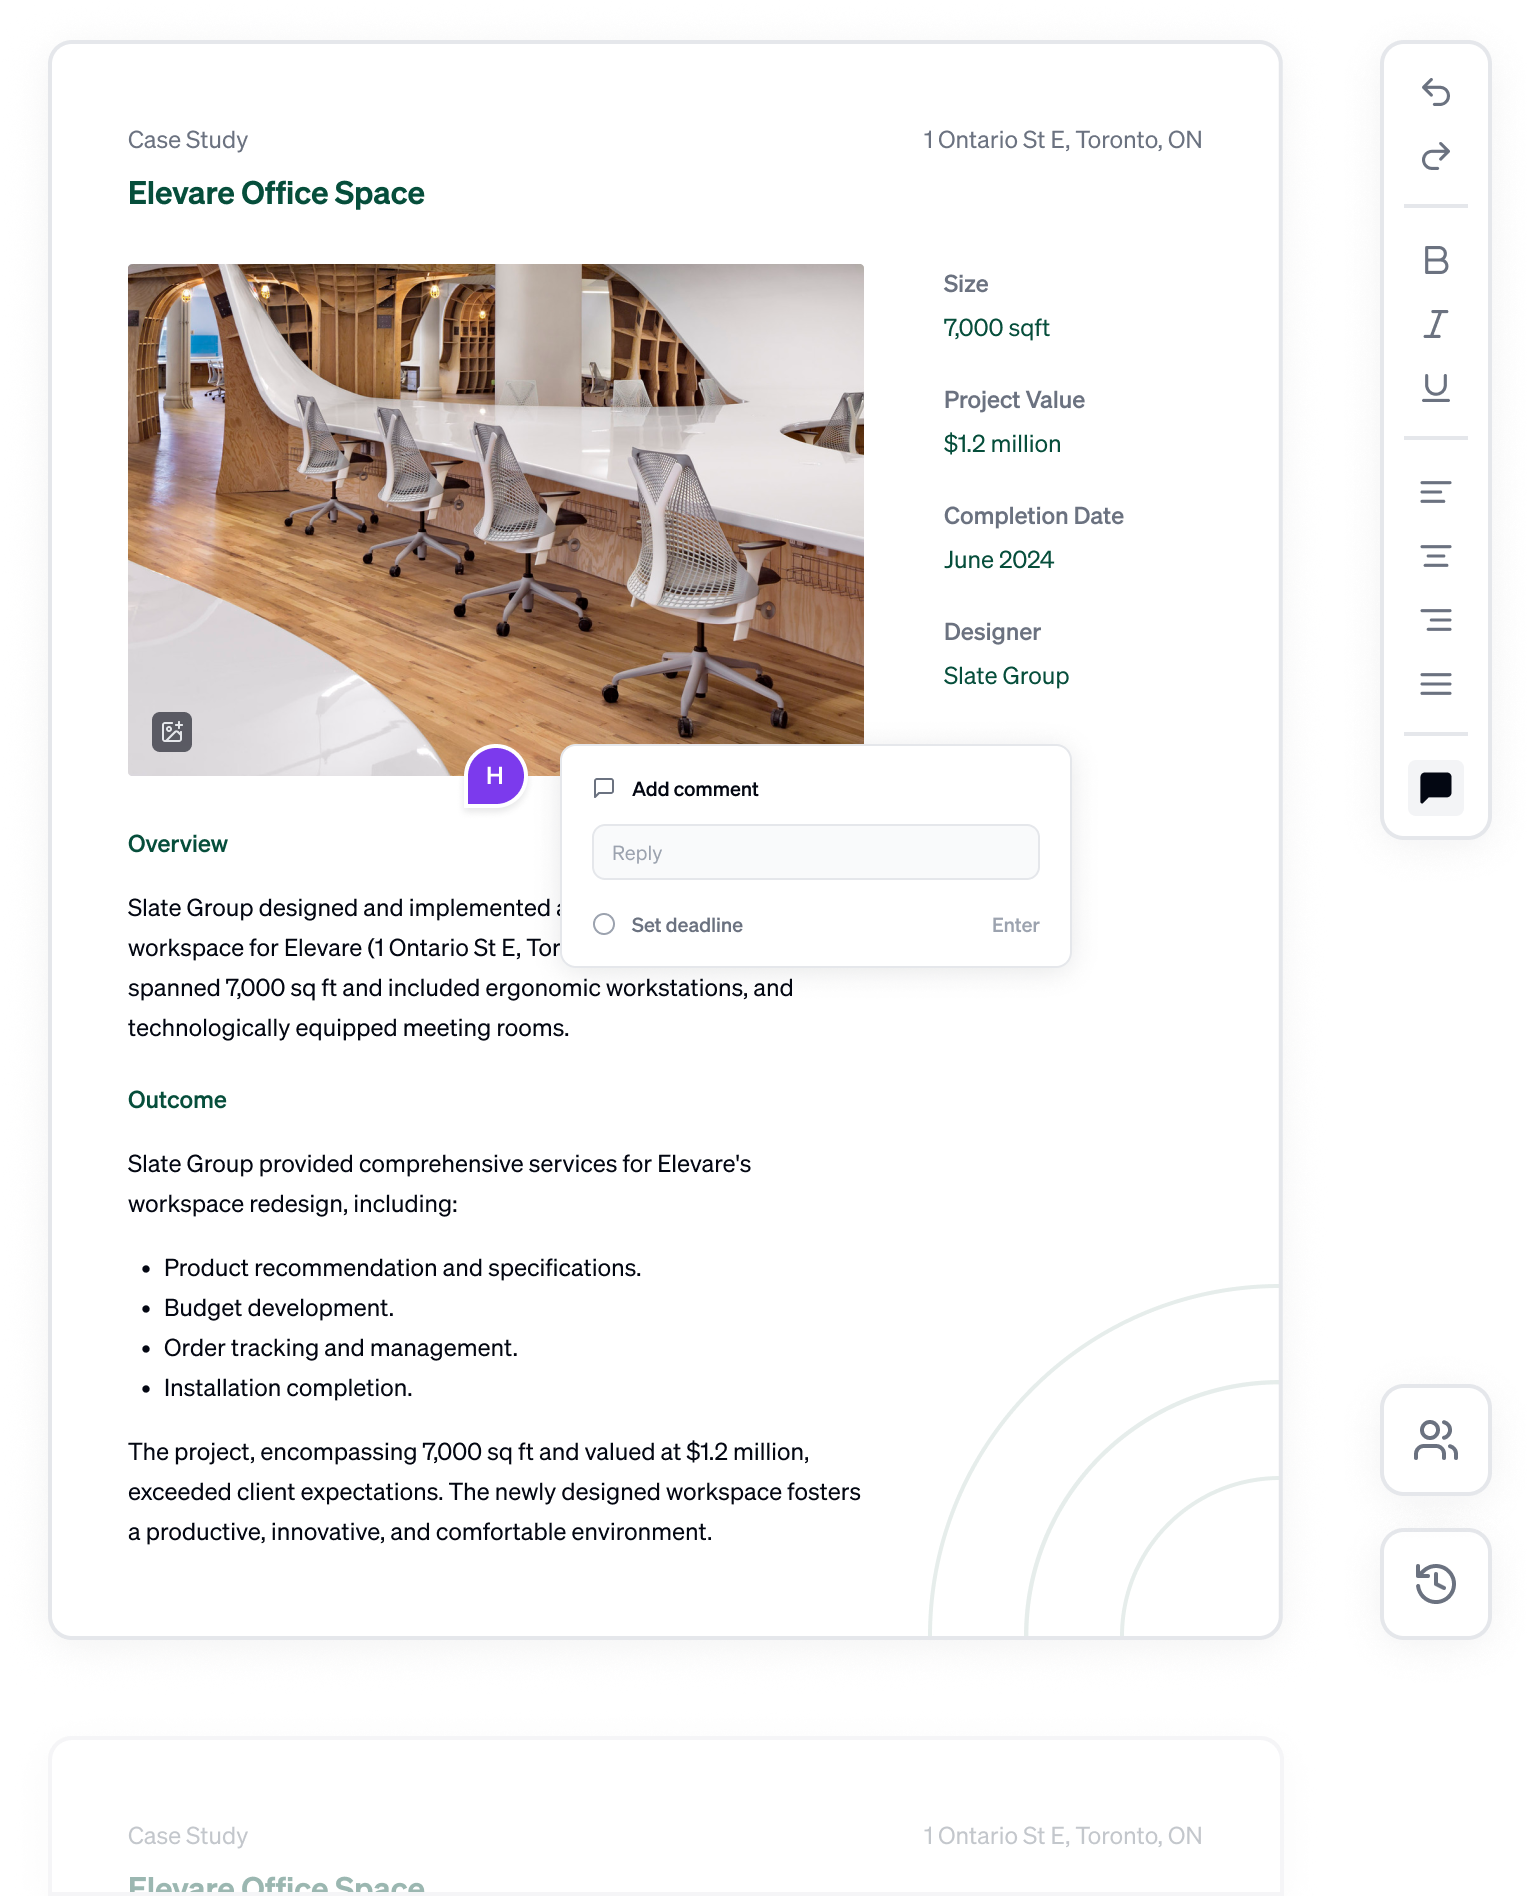 Case Study
1 Ontario St E, Toronto, ON
Elevare Office Space
Size
7,000 sqft
Project Value
$1.2 million
Completion Date
June 2024
Designer
Slate Group
H
Add comment
Reply
Set deadline
Enter
Overview
Slate Group designed and implemented
workspace for Elevare (1 Ontario St E,
spanned 7,000 sq ft and included ergonomic workstations, and
technologically equipped meeting rooms.
Outcome
Slate Group provided comprehensive services for Elevare's
workspace redesign, including:
• Product recommendation and specifications.
• Budget development.
• Order tracking and management.
• Installation completion.
The project, encompassing 7,000 sq ft and valued at $1.2 million,
exceeded client expectations. The newly designed workspace fosters
a productive, innovative, and comfortable environment.
B
I
U
Case Study
1 Ontario St E, Toronto, ON
Elevare Office Space